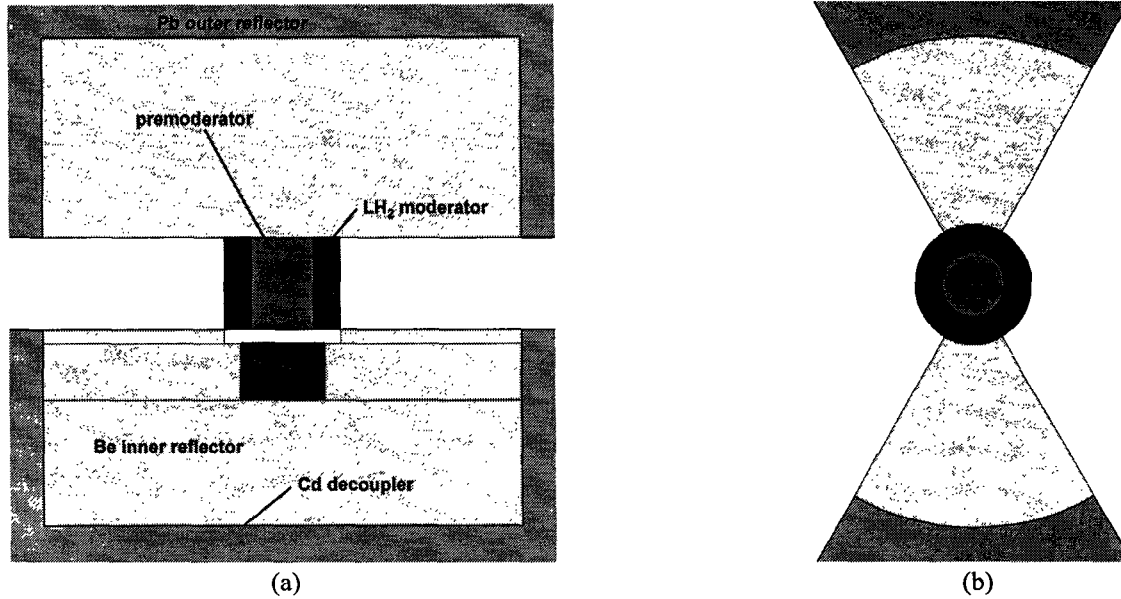 Pb outer reflector
premoderator
LH₂ moderator
Be inner reflector
Cd decoupler
(a)
(b)